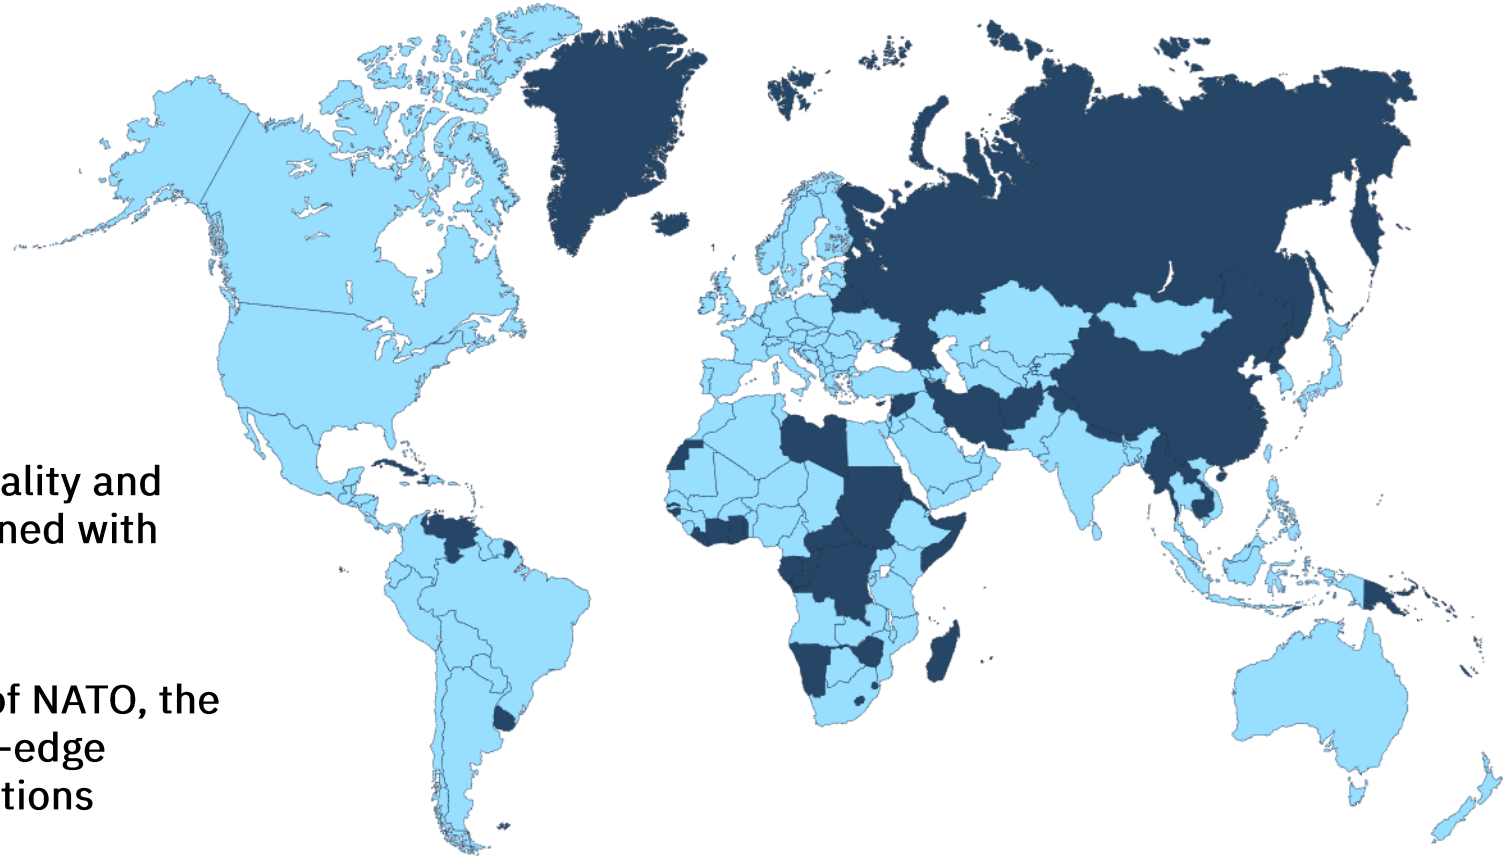 ality and
ned with
of NATO, the
-edge
tions